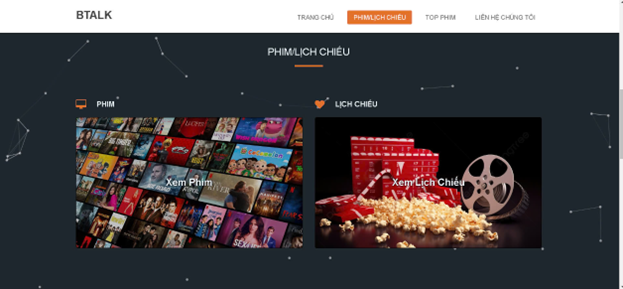 BTALK
TRANG CHỦ
PHIM/LỊCH CHIẾU
TOP PHIM
LIÊN HỆ CHÚNG TÔI
PHIM/LỊCH CHIẾU
PHIM
LỊCH CHIẾU
Xem Phim
Xem Lịch Chiếu